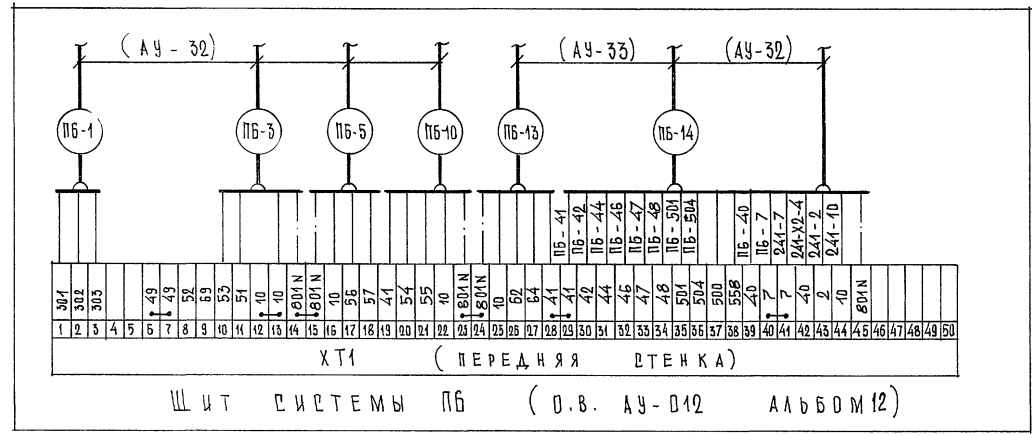 (АУ-32) (АУ-33) (АУ-32)
ПБ-1 ПБ-3 ПБ-5 ПБ-10 ПБ-13 ПБ-14
ПБ-41 ПБ-42 ПБ-44 ПБ-46 ПБ-47 ПБ-48 ПБ-501 ПБ-504 ПБ-40 ПБ-7 241-7 241-X2-4 241-2 241-10
301 302 303 49 49 52 69 53 51 10 10 801N 801N 10 56 57 41 54 55 10 801N 801N 10 62 64 41 41 42 44 46 47 48 501 504 500 558 40 7 7 40 2 10 801N
1 2 3 4 5 6 7 8 9 10 11 12 13 14 15 16 17 18 19 20 21 22 23 24 25 26 27 28 29 30 31 32 33 34 35 36 37 38 39 40 41 42 43 44 45 46 47 48 49 50
ХТ1 (ПЕРЕДНЯЯ СТЕНКА)
ЩИТ СИСТЕМЫ ПБ (О.В. АУ-012 АЛЬБОМ 12)